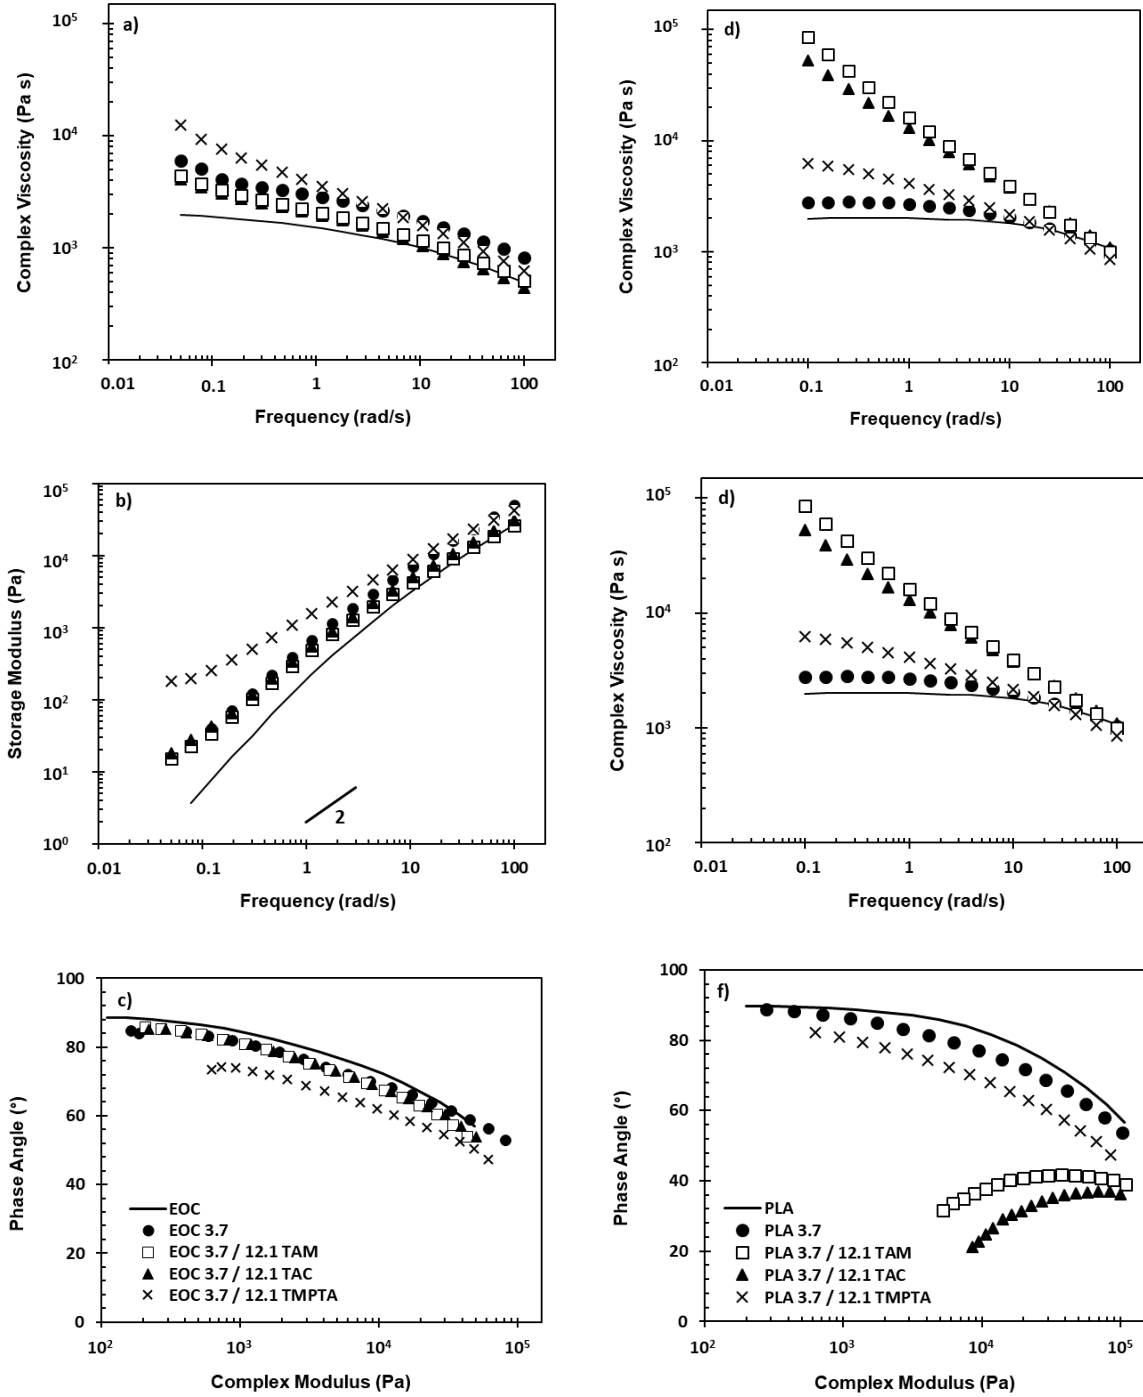 a)
10⁵
10⁴
10³
10²
Complex Viscosity (Pa s)
0.01 0.1 1 10 100
Frequency (rad/s)
d)
10⁵
10⁴
10³
10²
Complex Viscosity (Pa s)
0.01 0.1 1 10 100
Frequency (rad/s)
b)
10⁵
10⁴
10³
10²
10¹
10⁰
Storage Modulus (Pa)
2
0.01 0.1 1 10 100
Frequency (rad/s)
d)
10⁵
10⁴
10³
10²
Complex Viscosity (Pa s)
0.01 0.1 1 10 100
Frequency (rad/s)
c)
100
80
60
40
20
0
Phase Angle (°)
EOC
EOC 3.7
EOC 3.7 / 12.1 TAM
EOC 3.7 / 12.1 TAC
EOC 3.7 / 12.1 TMPTA
10² 10³ 10⁴ 10⁵
Complex Modulus (Pa)
f)
100
80
60
40
20
0
Phase Angle (°)
PLA
PLA 3.7
PLA 3.7 / 12.1 TAM
PLA 3.7 / 12.1 TAC
PLA 3.7 / 12.1 TMPTA
10² 10³ 10⁴ 10⁵
Complex Modulus (Pa)